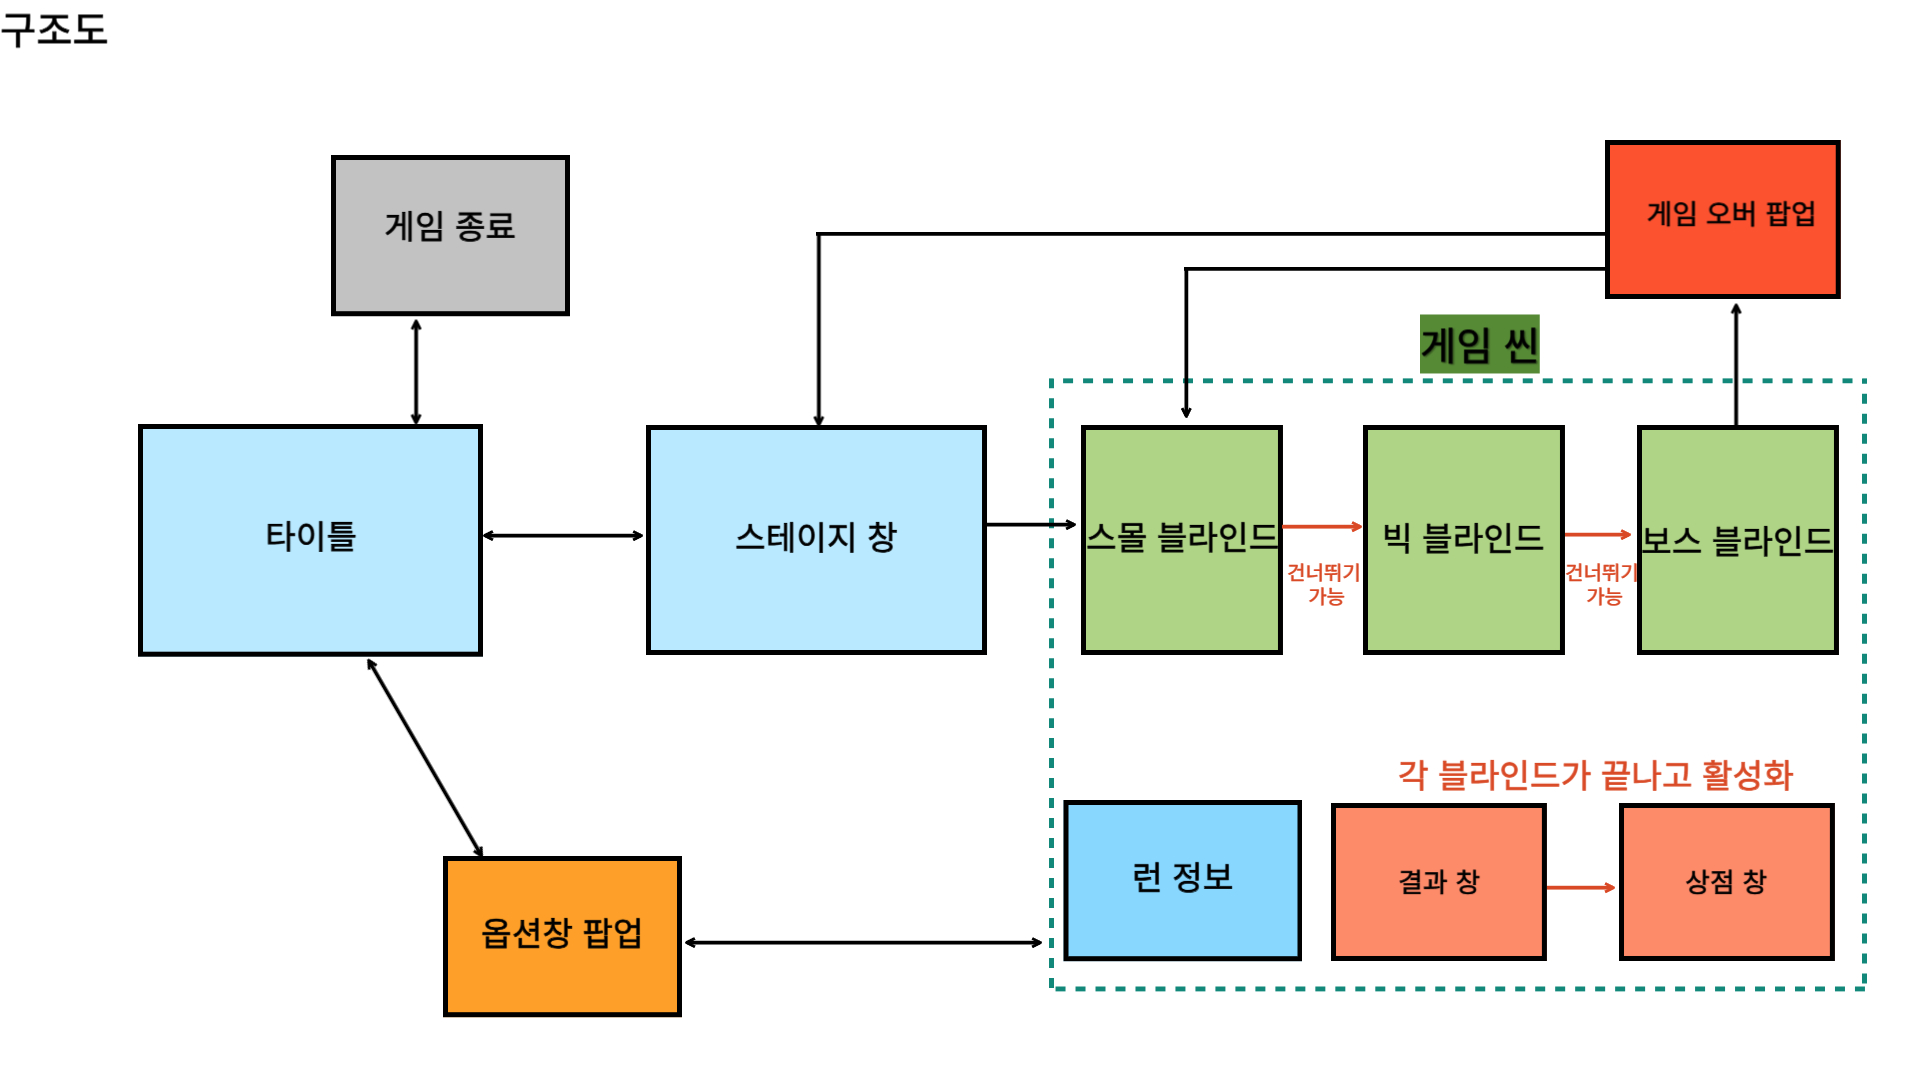 구조도
게임 종료
게임 오버 팝업
게임 씬
타이틀
스테이지 창
스몰 블라인드
건너뛰기
가능
빅 블라인드
건너뛰기
가능
보스 블라인드
각 블라인드가 끝나고 활성화
런 정보
결과 창
상점 창
옵션창 팝업